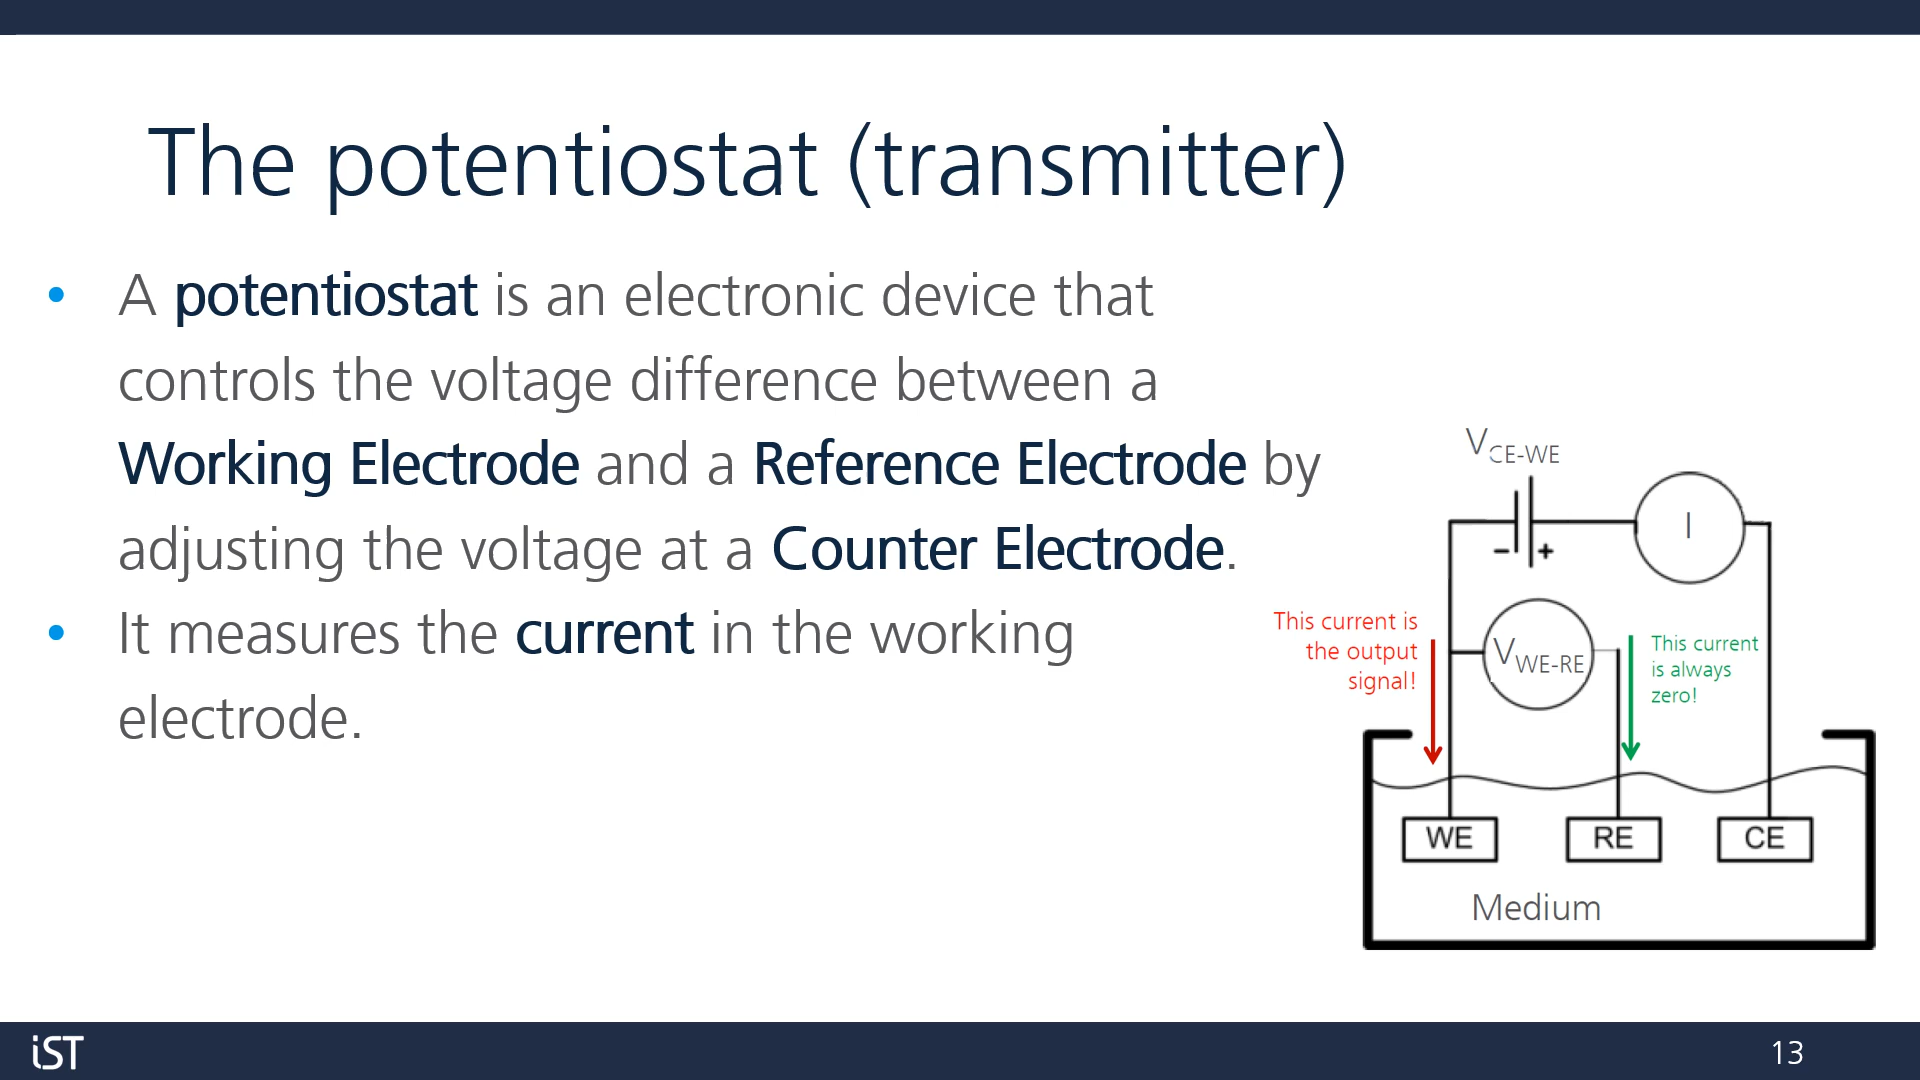 The potentiostat (transmitter)
• A potentiostat is an electronic device that
controls the voltage difference between a
Working Electrode and a Reference Electrode by
adjusting the voltage at a Counter Electrode.
• It measures the current in the working
electrode.
VCE-WE
I
- +
This current is
the output
signal!
VWE-RE
This current
is always
zero!
WE
RE
CE
Medium
iST
13